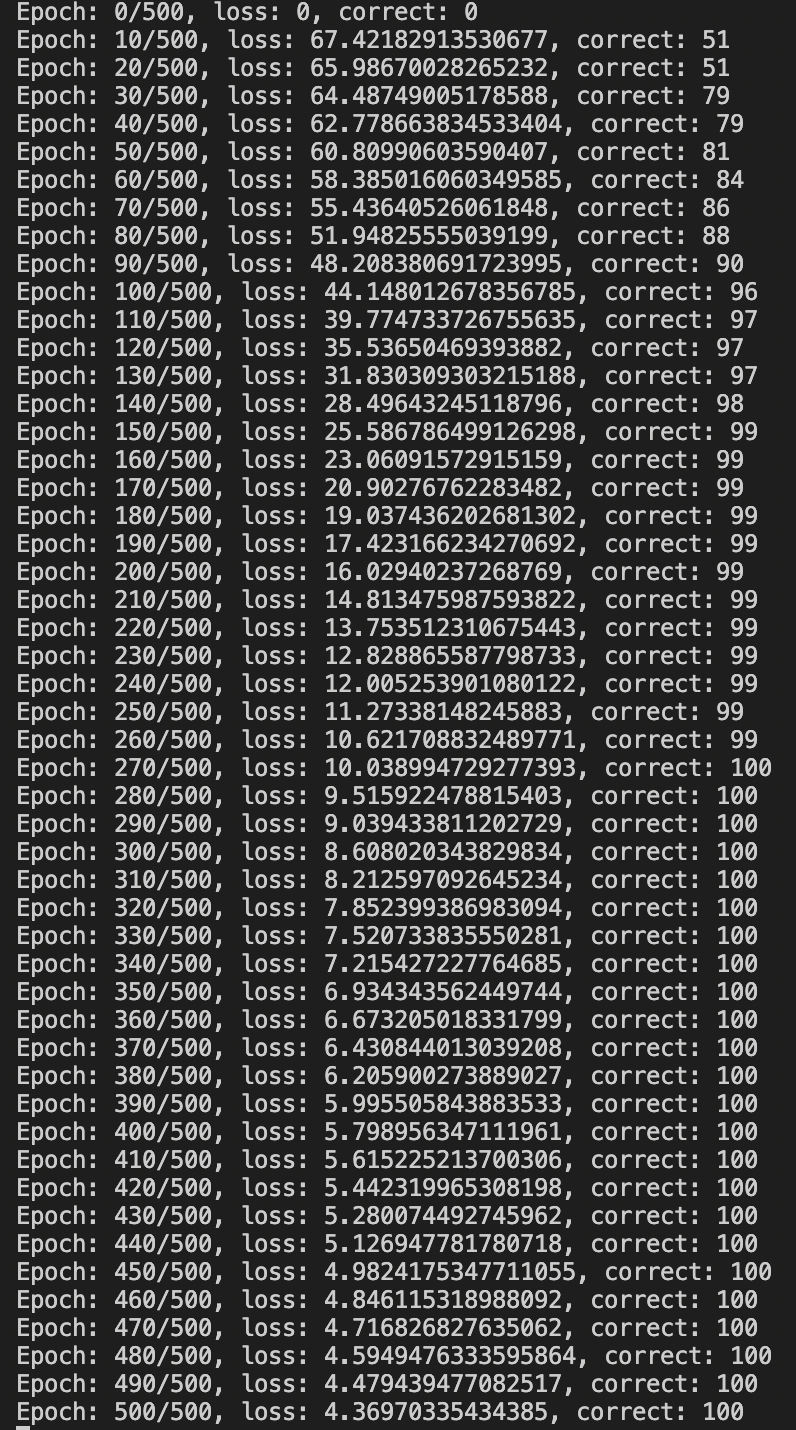 Epoch: 0/500, loss: 0, correct: 0
Epoch: 10/500, loss: 67.42182913530677, correct: 51
Epoch: 20/500, loss: 65.98670028265232, correct: 51
Epoch: 30/500, loss: 64.48749005178588, correct: 79
Epoch: 40/500, loss: 62.778663834533404, correct: 79
Epoch: 50/500, loss: 60.80990603590407, correct: 81
Epoch: 60/500, loss: 58.385016060349585, correct: 84
Epoch: 70/500, loss: 55.43640526061848, correct: 86
Epoch: 80/500, loss: 51.94825555039199, correct: 88
Epoch: 90/500, loss: 48.208380691723995, correct: 90
Epoch: 100/500, loss: 44.148012678356785, correct: 96
Epoch: 110/500, loss: 39.774733726755635, correct: 97
Epoch: 120/500, loss: 35.53650469393882, correct: 97
Epoch: 130/500, loss: 31.830309303215188, correct: 97
Epoch: 140/500, loss: 28.49643245118796, correct: 98
Epoch: 150/500, loss: 25.586786499126298, correct: 99
Epoch: 160/500, loss: 23.06091572915159, correct: 99
Epoch: 170/500, loss: 20.90276762283482, correct: 99
Epoch: 180/500, loss: 19.037436202681302, correct: 99
Epoch: 190/500, loss: 17.423166234270692, correct: 99
Epoch: 200/500, loss: 16.02940237268769, correct: 99
Epoch: 210/500, loss: 14.813475987593822, correct: 99
Epoch: 220/500, loss: 13.753512310675443, correct: 99
Epoch: 230/500, loss: 12.828865587798733, correct: 99
Epoch: 240/500, loss: 12.005253901080122, correct: 99
Epoch: 250/500, loss: 11.27338148245883, correct: 99
Epoch: 260/500, loss: 10.621708832489771, correct: 99
Epoch: 270/500, loss: 10.038994729277393, correct: 100
Epoch: 280/500, loss: 9.515922478815403, correct: 100
Epoch: 290/500, loss: 9.039433811202729, correct: 100
Epoch: 300/500, loss: 8.608020343829834, correct: 100
Epoch: 310/500, loss: 8.212597092645234, correct: 100
Epoch: 320/500, loss: 7.852399386983094, correct: 100
Epoch: 330/500, loss: 7.520733835550281, correct: 100
Epoch: 340/500, loss: 7.215427227764685, correct: 100
Epoch: 350/500, loss: 6.934343562449744, correct: 100
Epoch: 360/500, loss: 6.673205018331799, correct: 100
Epoch: 370/500, loss: 6.430844013039208, correct: 100
Epoch: 380/500, loss: 6.205900273889027, correct: 100
Epoch: 390/500, loss: 5.995505843883533, correct: 100
Epoch: 400/500, loss: 5.798956347111961, correct: 100
Epoch: 410/500, loss: 5.615225213700306, correct: 100
Epoch: 420/500, loss: 5.442319965308198, correct: 100
Epoch: 430/500, loss: 5.280074492745962, correct: 100
Epoch: 440/500, loss: 5.126947781780718, correct: 100
Epoch: 450/500, loss: 4.9824175347711055, correct: 100
Epoch: 460/500, loss: 4.846115318988092, correct: 100
Epoch: 470/500, loss: 4.716826827635062, correct: 100
Epoch: 480/500, loss: 4.5949476333595864, correct: 100
Epoch: 490/500, loss: 4.479439477082517, correct: 100
Epoch: 500/500, loss: 4.36970335434385, correct: 100